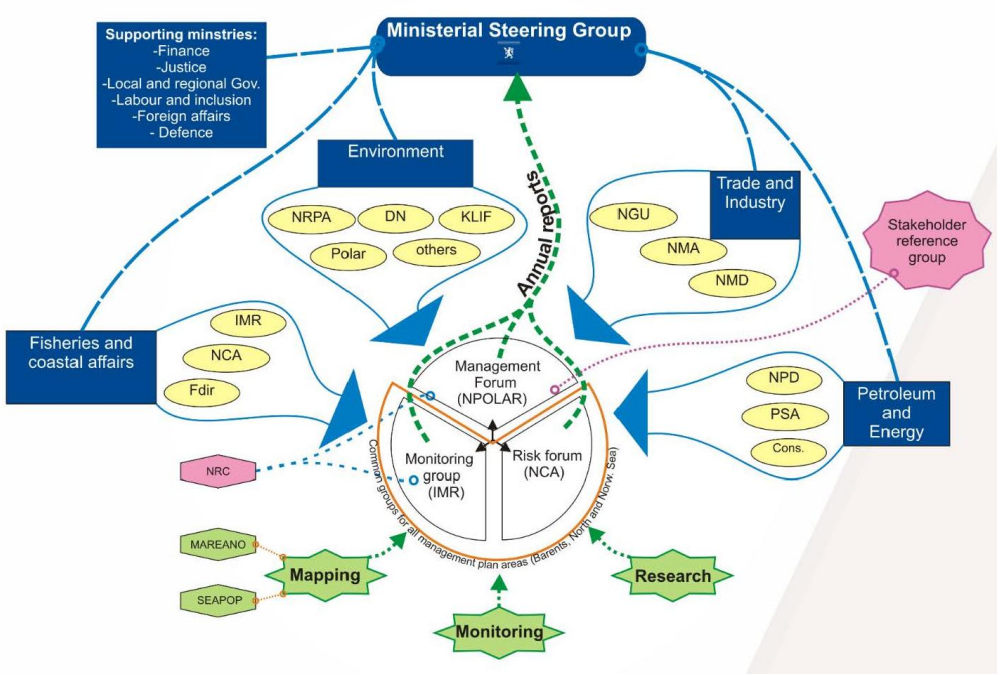 Ministerial Steering Group
Supporting minstries:
-Finance
-Justice
-Local and regional Gov.
-Labour and inclusion
-Foreign affairs
- Defence
Environment
NRPA
DN
KLIF
Polar
others
Annual reports
Trade and
Industry
NGU
NMA
NMD
Stakeholder
reference
group
Fisheries and
coastal affairs
IMR
NCA
Fdir
Management
Forum
(NPOLAR)
Monitoring
group
(IMR)
Risk forum
(NCA)
Common groups for all management plan areas (Barents, North and Norw. Sea)
NPD
PSA
Cons.
Petroleum
and
Energy
NRC
MAREANO
SEAPOP
Mapping
Monitoring
Research